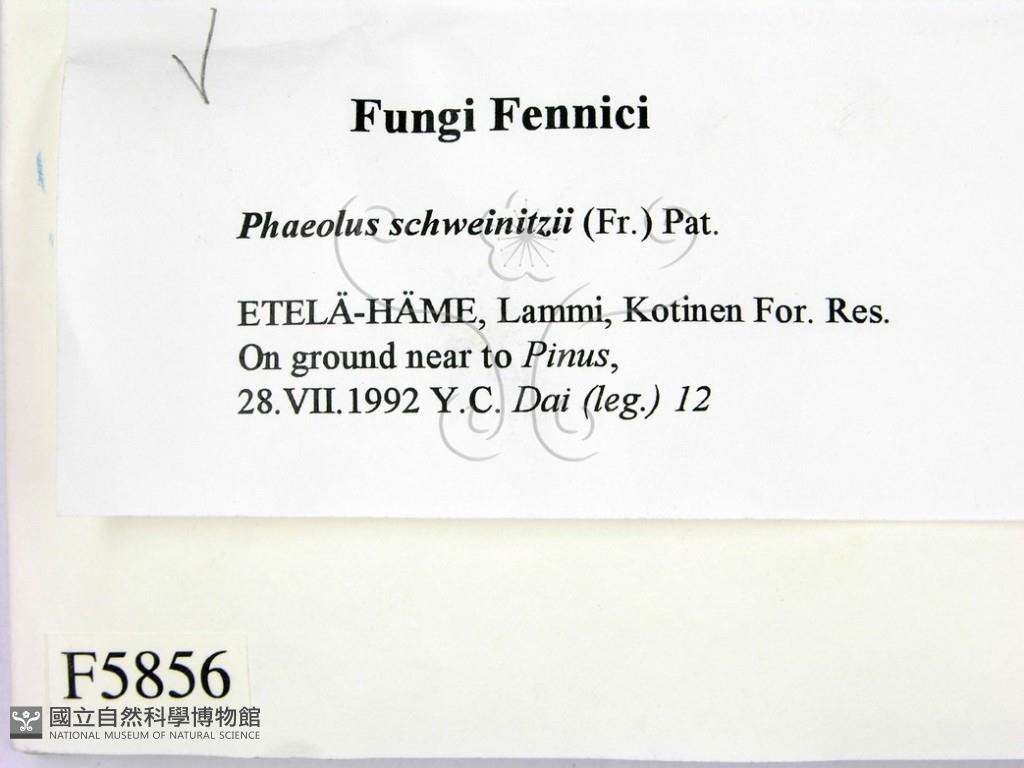 Fungi Fennici
Phaeolus schweinitzii (Fr.) Pat.
ETELÄ-HÄME, Lammi, Kotinen For. Res.
On ground near to Pinus,
28.VII.1992 Y.C. Dai (leg.) 12
F5856
國立自然科學博物館
NATIONAL MUSEUM OF NATURAL SCIENCE